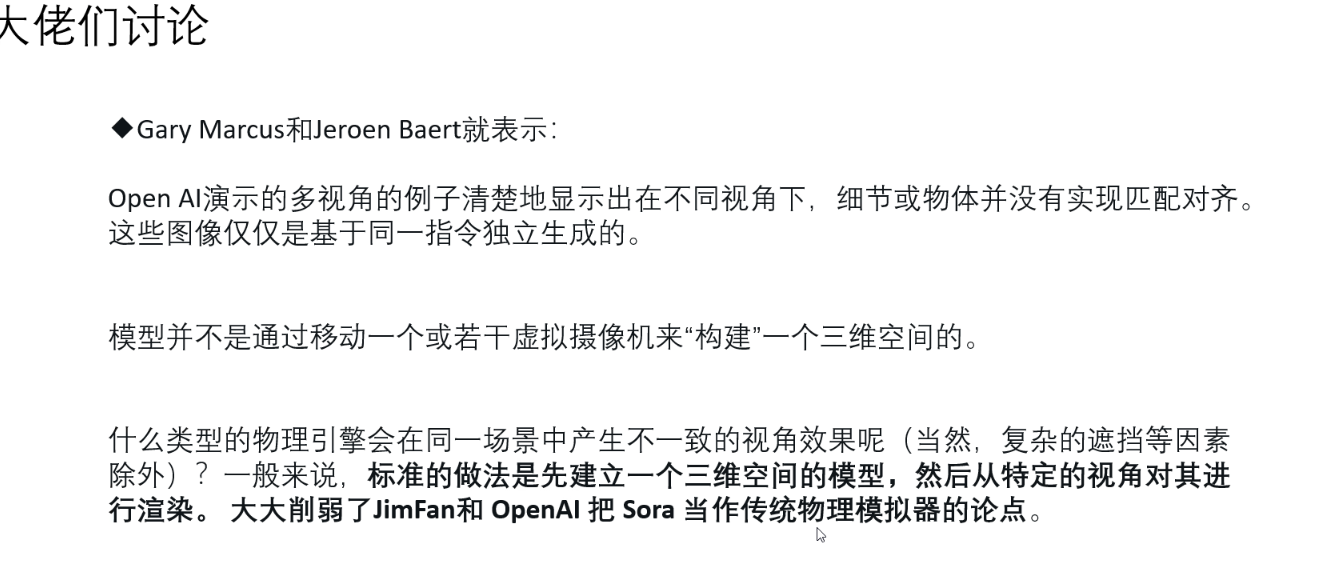 大佬们讨论
◆Gary Marcus和Jeroen Baert就表示：
Open AI演示的多视角的例子清楚地显示出在不同视角下，细节或物体并没有实现匹配对齐。
这些图像仅仅是基于同一指令独立生成的。
模型并不是通过移动一个或若干虚拟摄像机来“构建”一个三维空间的。
什么类型的物理引擎会在同一场景中产生不一致的视角效果呢（当然，复杂的遮挡等因素
除外）？一般来说，标准的做法是先建立一个三维空间的模型，然后从特定的视角对其进
行渲染。 大大削弱了JimFan和 OpenAI 把 Sora 当作传统物理模拟器的论点。